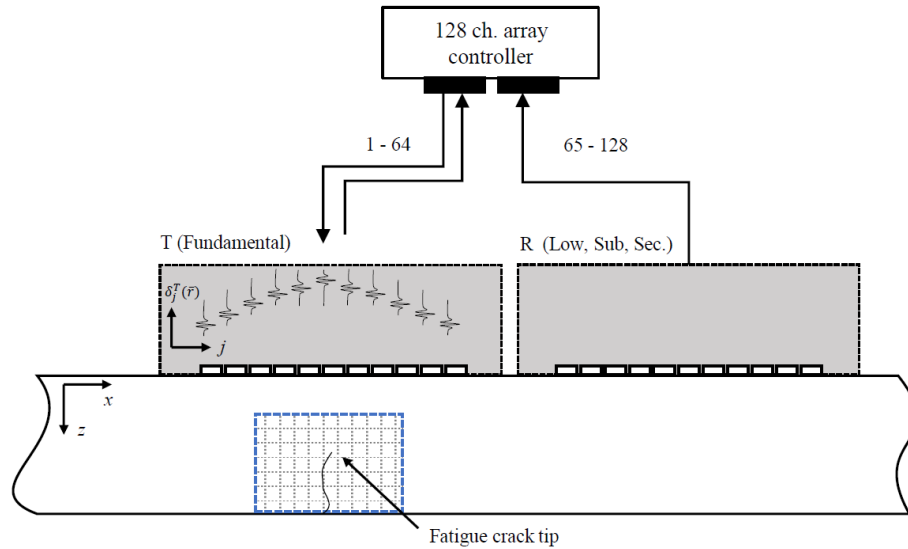 128 ch. array
controller
1 - 64
65 - 128
T (Fundamental)
R (Low, Sub, Sec.)
δ_j^T(r̄)
j
x
z
Fatigue crack tip